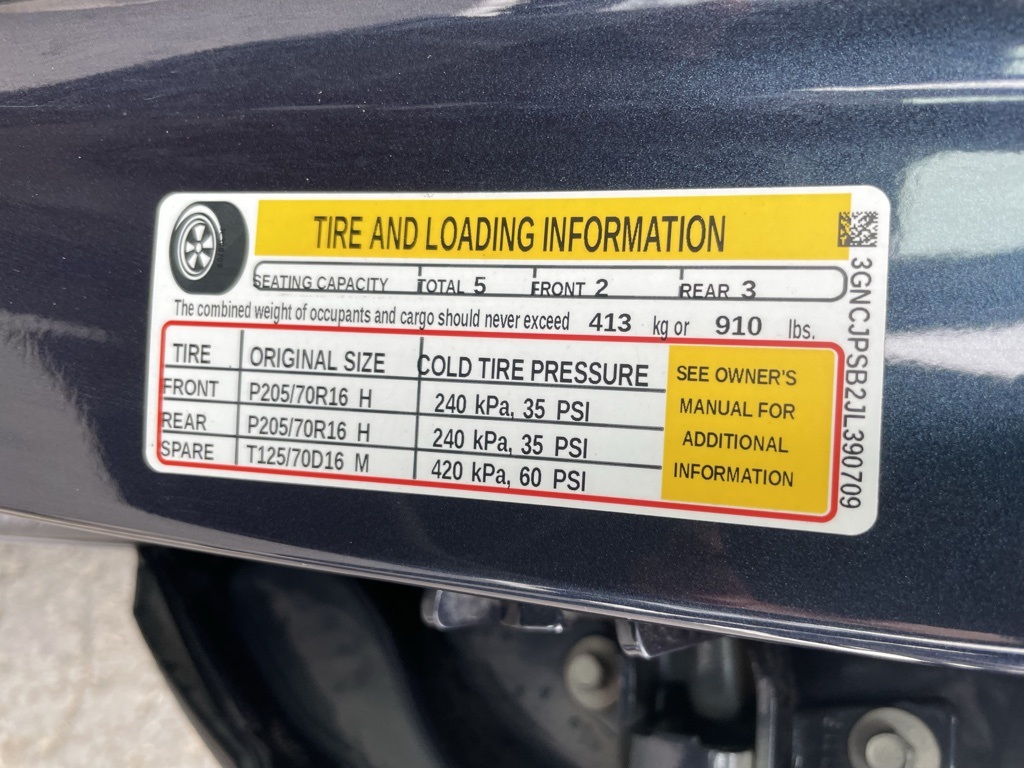 TIRE AND LOADING INFORMATION
SEATING CAPACITY TOTAL 5 FRONT 2 REAR 3
The combined weight of occupants and cargo should never exceed 413 kg or 910 lbs.
TIRE ORIGINAL SIZE COLD TIRE PRESSURE
FRONT P205/70R16 H 240 kPa, 35 PSI
REAR P205/70R16 H 240 kPa, 35 PSI
SPARE T125/70D16 M 420 kPa, 60 PSI
SEE OWNER'S
MANUAL FOR
ADDITIONAL
INFORMATION
3GNCJPSB2JL390709